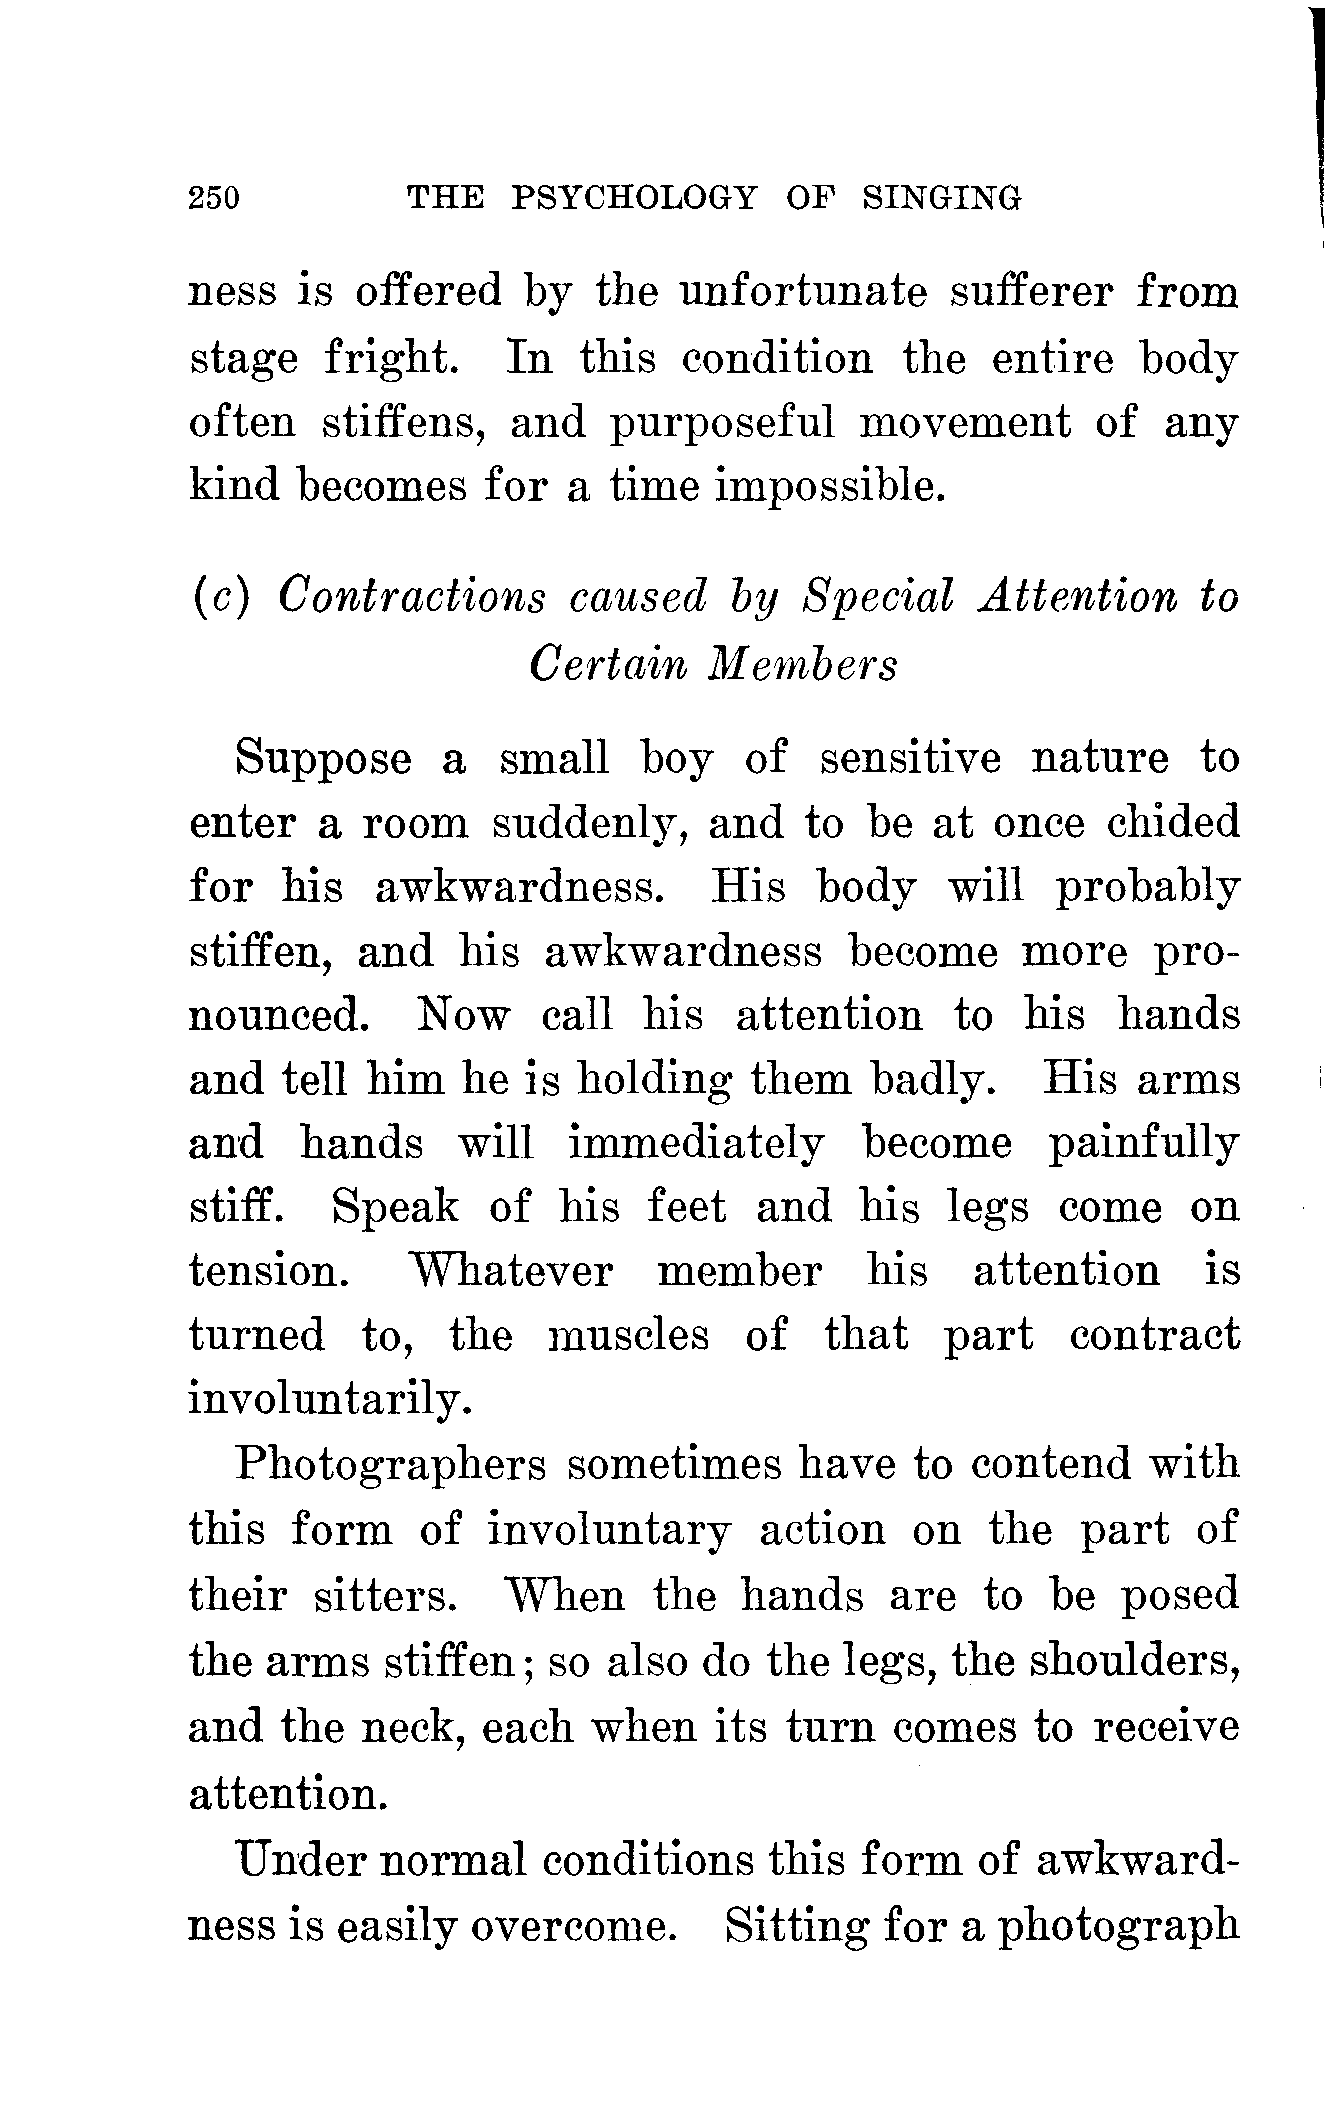 250 THE PSYCHOLOGY OF SINGING
ness is offered by the unfortunate sufferer from
stage fright. In this condition the entire body
often stiffens, and purposeful movement of any
kind becomes for a time impossible.
(c) Contractions caused by Special Attention to
Certain Members
Suppose a small boy of sensitive nature to
enter a room suddenly, and to be at once chided
for his awkwardness. His body will probably
stiffen, and his awkwardness become more pro-
nounced. Now call his attention to his hands
and tell him he is holding them badly. His arms
and hands will immediately become painfully
stiff. Speak of his feet and his legs come on
tension. Whatever member his attention is
turned to, the muscles of that part contract
involuntarily.
Photographers sometimes have to contend with
this form of involuntary action on the part of
their sitters. When the hands are to be posed
the arms stiffen; so also do the legs, the shoulders,
and the neck, each when its turn comes to receive
attention.
Under normal conditions this form of awkward-
ness is easily overcome. Sitting for a photograph